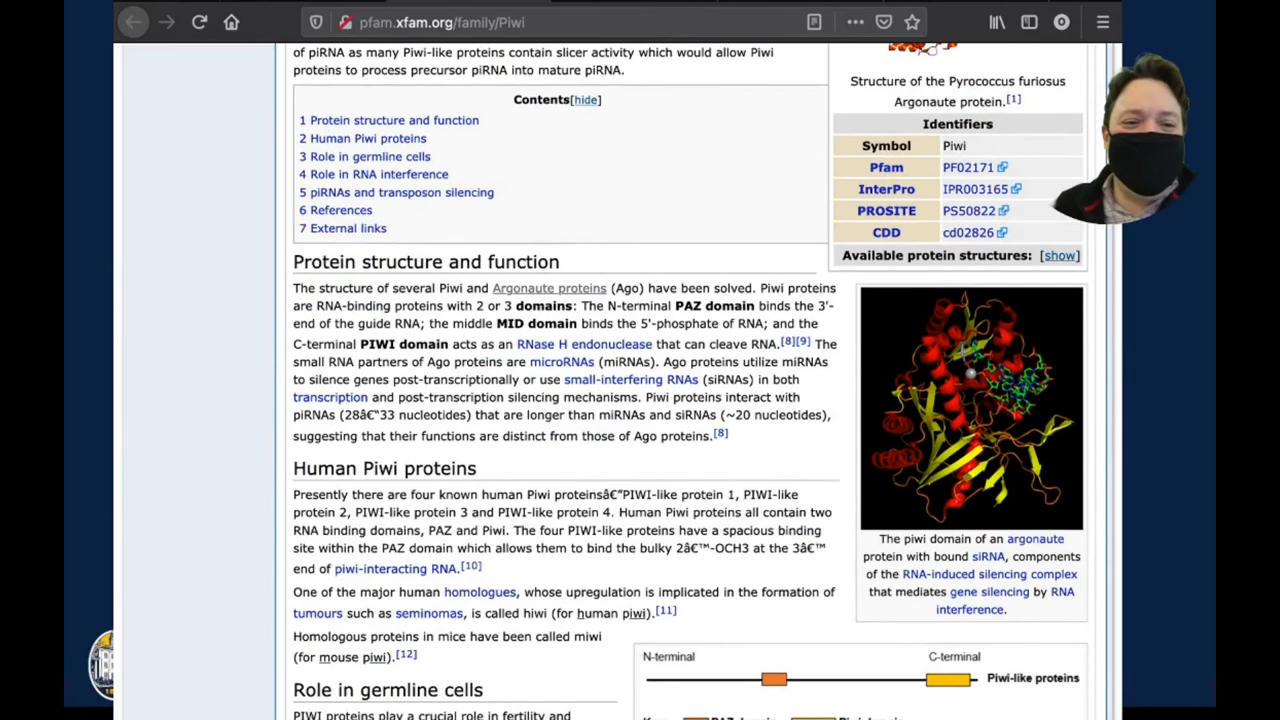 pfam.xfam.org/family/Piwi
of piRNA as many Piwi-like proteins contain slicer activity which would allow Piwi
proteins to process precursor piRNA into mature piRNA.
Contents[hide]
1 Protein structure and function
2 Human Piwi proteins
3 Role in germline cells
4 Role in RNA interference
5 piRNAs and transposon silencing
6 References
7 External links
Structure of the Pyrococcus furiosus
Argonaute protein.[1]
Identifiers
Symbol Piwi
Pfam PF02171
InterPro IPR003165
PROSITE PS50822
CDD cd02826
Available protein structures: [show]
Protein structure and function
The structure of several Piwi and Argonaute proteins (Ago) have been solved. Piwi proteins
are RNA-binding proteins with 2 or 3 domains: The N-terminal PAZ domain binds the 3'-
end of the guide RNA; the middle MID domain binds the 5'-phosphate of RNA; and the
C-terminal PIWI domain acts as an RNase H endonuclease that can cleave RNA.[8][9] The
small RNA partners of Ago proteins are microRNAs (miRNAs). Ago proteins utilize miRNAs
to silence genes post-transcriptionally or use small-interfering RNAs (siRNAs) in both
transcription and post-transcription silencing mechanisms. Piwi proteins interact with
piRNAs (28â€“33 nucleotides) that are longer than miRNAs and siRNAs (~20 nucleotides),
suggesting that their functions are distinct from those of Ago proteins.[8]
The piwi domain of an argonaute
protein with bound siRNA, components
of the RNA-induced silencing complex
that mediates gene silencing by RNA
interference.
Human Piwi proteins
Presently there are four known human Piwi proteinsâ€”PIWI-like protein 1, PIWI-like
protein 2, PIWI-like protein 3 and PIWI-like protein 4. Human Piwi proteins all contain two
RNA binding domains, PAZ and Piwi. The four PIWI-like proteins have a spacious binding
site within the PAZ domain which allows them to bind the bulky 2â€™-OCH3 at the 3â€™
end of piwi-interacting RNA.[10]
One of the major human homologues, whose upregulation is implicated in the formation of
tumours such as seminomas, is called hiwi (for human piwi).[11]
Homologous proteins in mice have been called miwi
(for mouse piwi).[12]
N-terminal C-terminal
Piwi-like proteins
Role in germline cells
PIWI proteins play a crucial role in fertility and